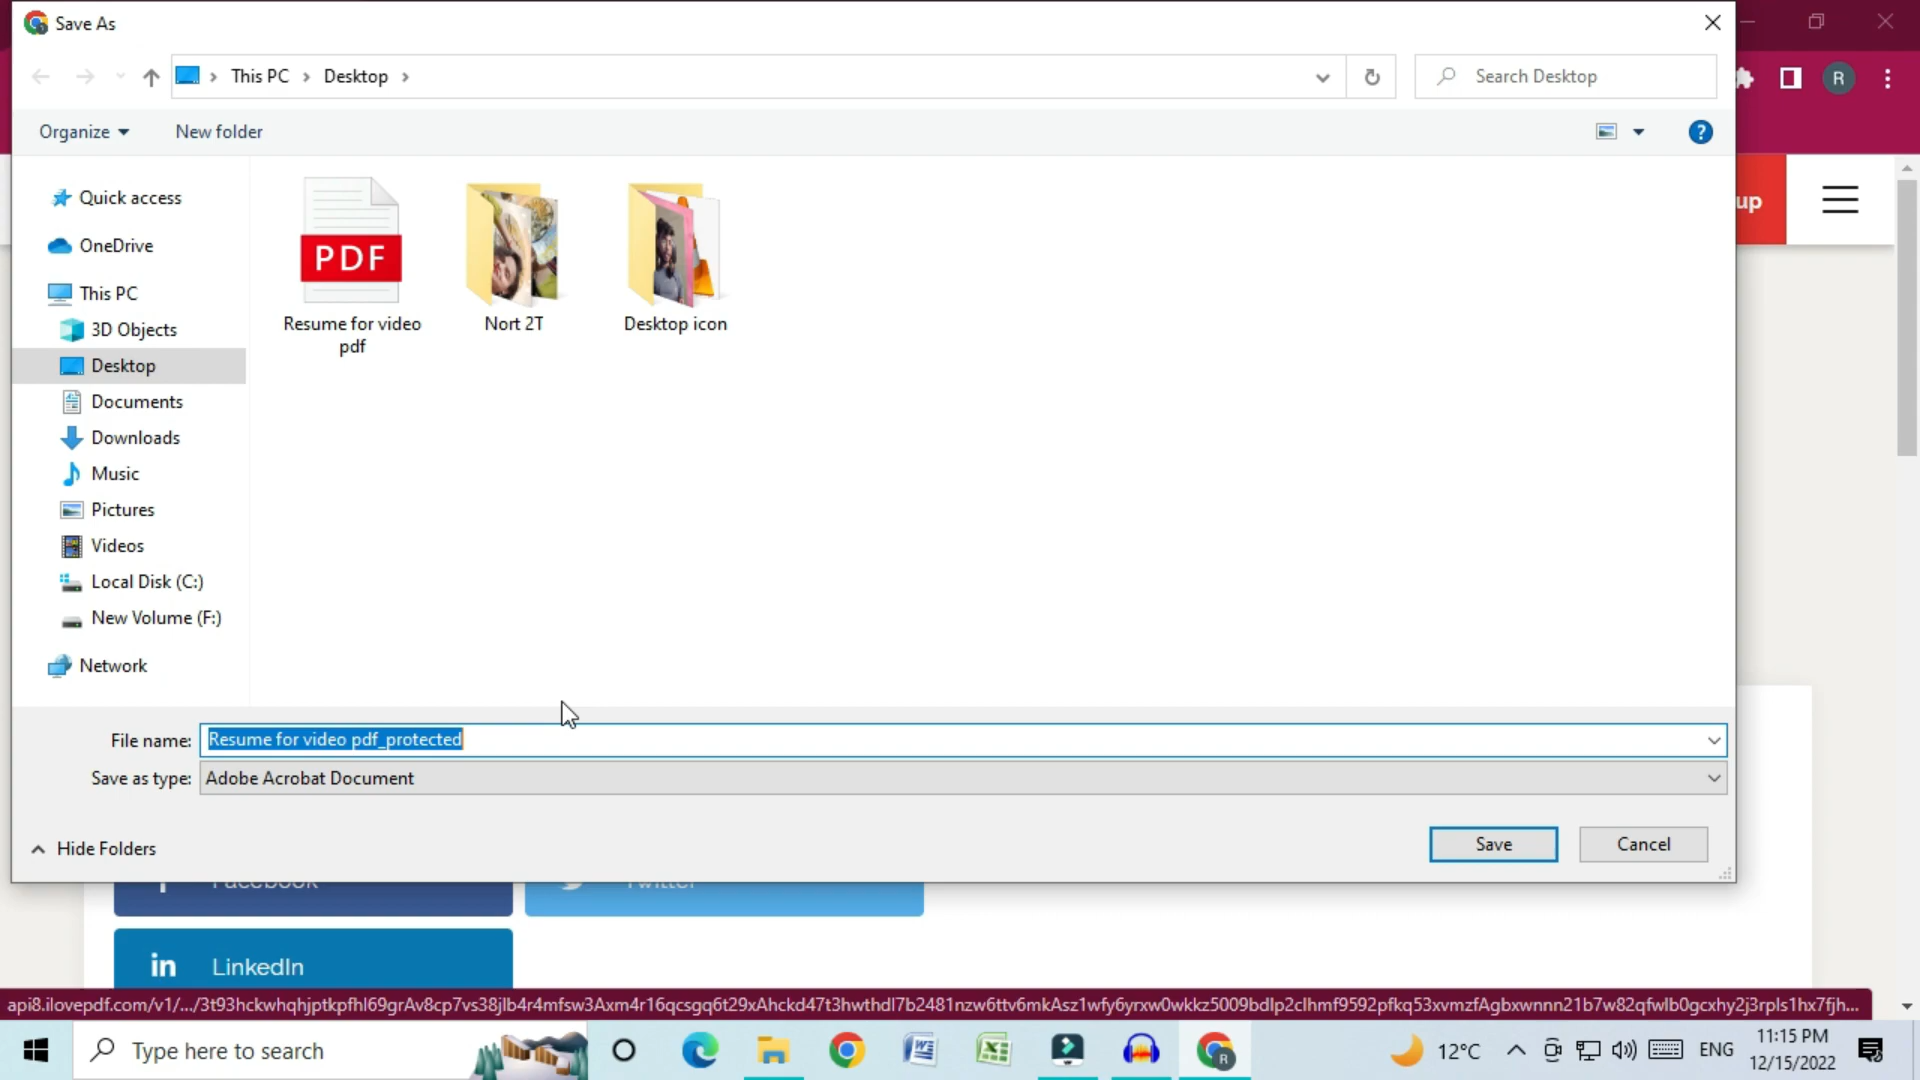 Save As
This PC > Desktop >
Search Desktop
Organize
New folder
?
R
up
Quick access
OneDrive
This PC
3D Objects
Desktop
Documents
Downloads
Music
Pictures
Videos
Local Disk (C:)
New Volume (F:)
Network
PDF
Resume for video
pdf
Nort 2T
Desktop icon
File name: Resume for video pdf_protected
Save as type: Adobe Acrobat Document
Hide Folders
Save
Cancel
Facebook
Twitter
in LinkedIn
Type here to search
12°C
ENG
11:15 PM
12/15/2022